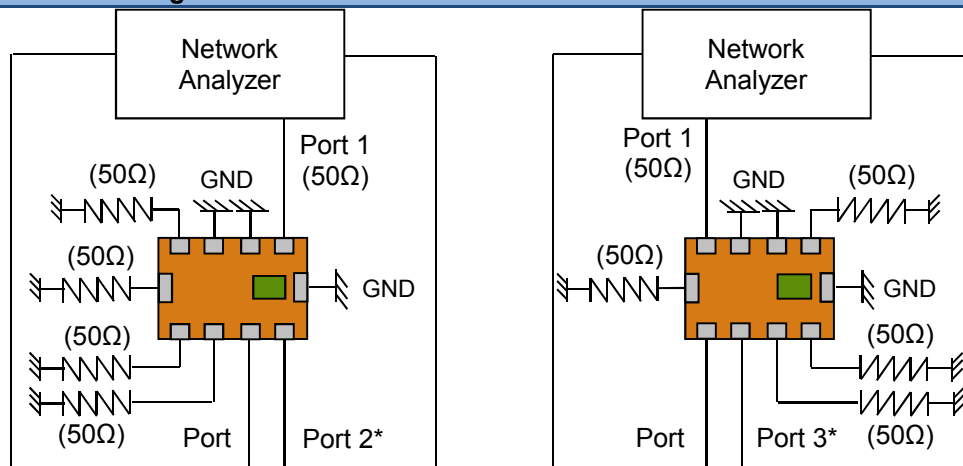 Network
Analyzer
Port 1
(50Ω)
(50Ω)
GND
(50Ω)
GND
(50Ω)
(50Ω)
Port
Port 2*
Network
Analyzer
Port 1
(50Ω)
GND
(50Ω)
(50Ω)
GND
(50Ω)
(50Ω)
Port
Port 3*